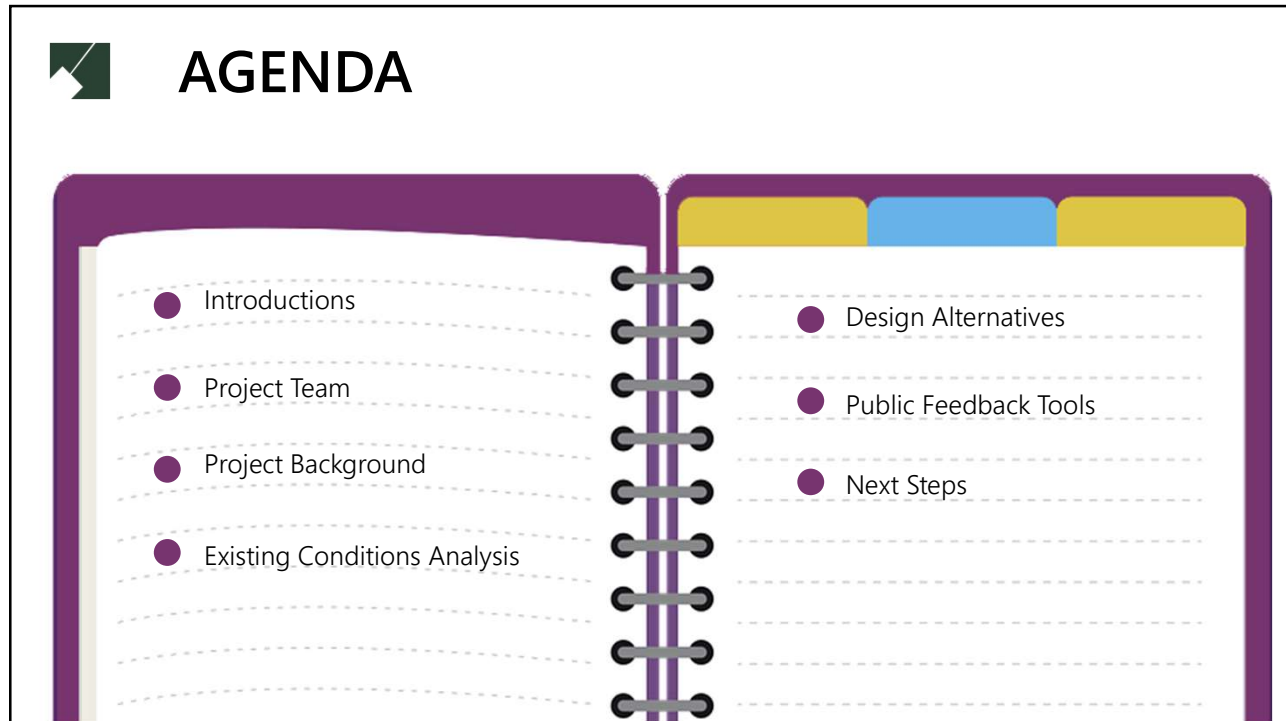 AGENDA
Introductions
Project Team
Project Background
Existing Conditions Analysis
Design Alternatives
Public Feedback Tools
Next Steps